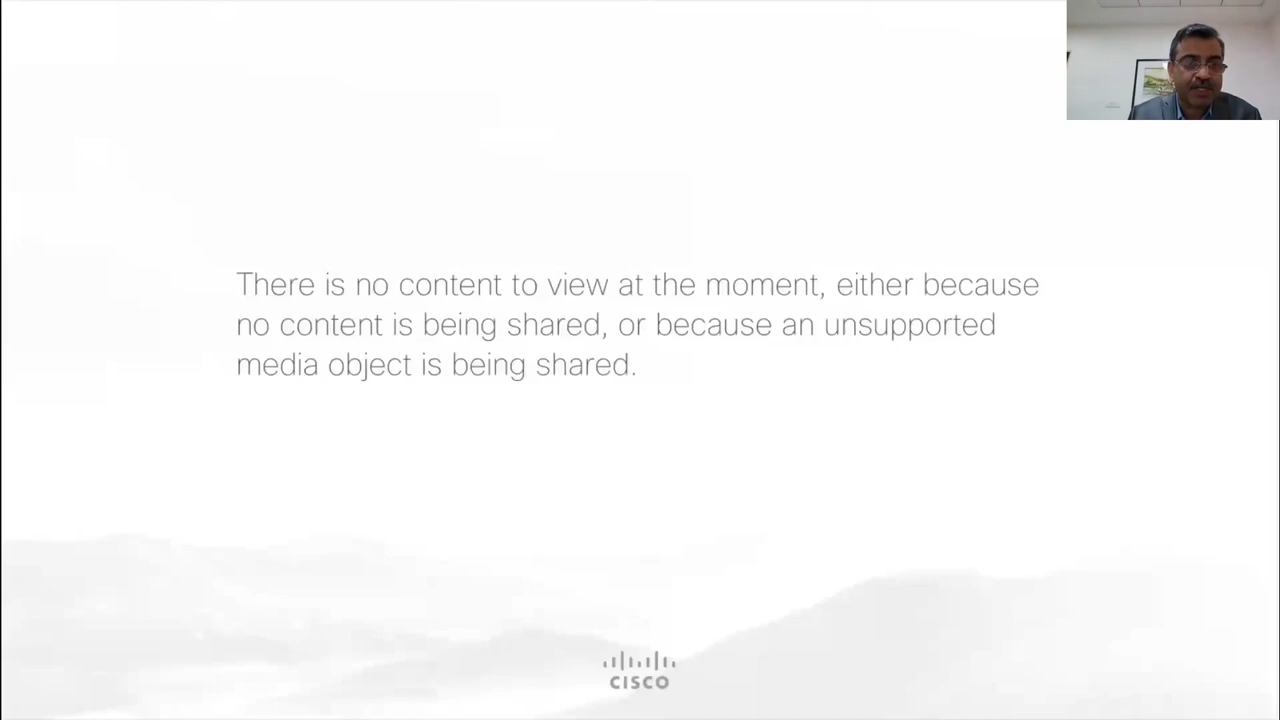 There is no content to view at the moment, either because
no content is being shared, or because an unsupported
media object is being shared.
CISCO